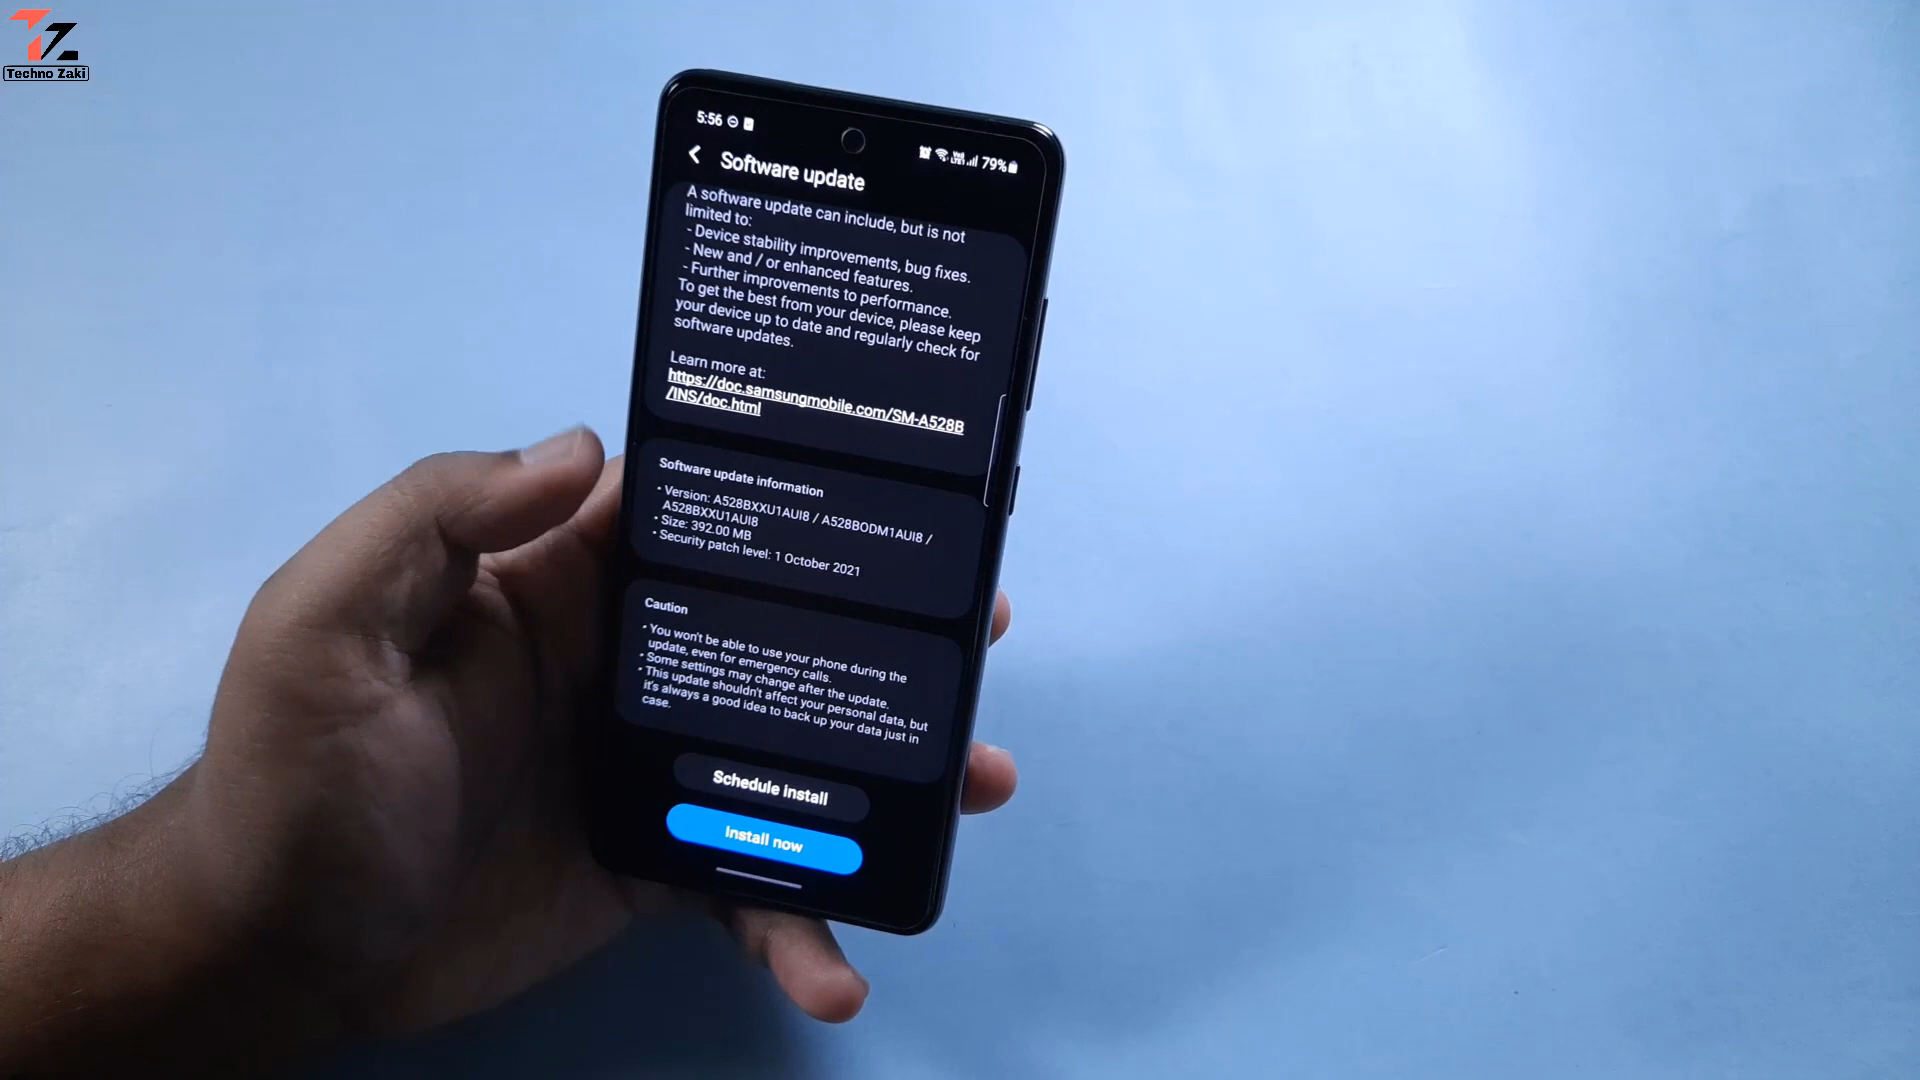 TZ
Techno Zaki
5:56
79%
Software update
A software update can include, but is not
limited to:
- Device stability improvements, bug fixes.
- New and / or enhanced features.
- Further improvements to performance.
To get the best from your device, please keep
your device up to date and regularly check for
software updates.
Learn more at:
https://doc.samsungmobile.com/SM-A528B
/INS/doc.html
Software update information
• Version: A528BXXU1AUI8 / A528BODM1AUI8 /
A528BXXU1AUI8
• Size: 392.00 MB
• Security patch level: 1 October 2021
Caution
• You won't be able to use your phone during the
update, even for emergency calls.
• Some settings may change after the update.
• This update shouldn't affect your personal data, but
it's always a good idea to back up your data just in
case.
Schedule install
Install now